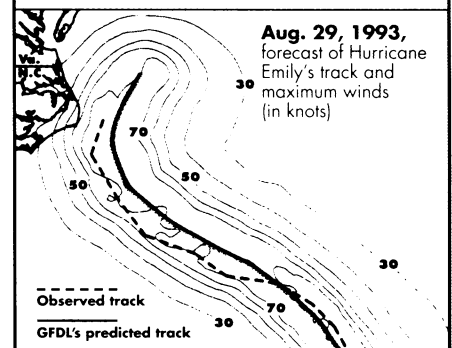 Aug. 29, 1993,
forecast of Hurricane
Emily's track and
maximum winds
(in knots)
Va.
N.C.
30
70
50
50
30
70
30
Observed track
GFDL's predicted track